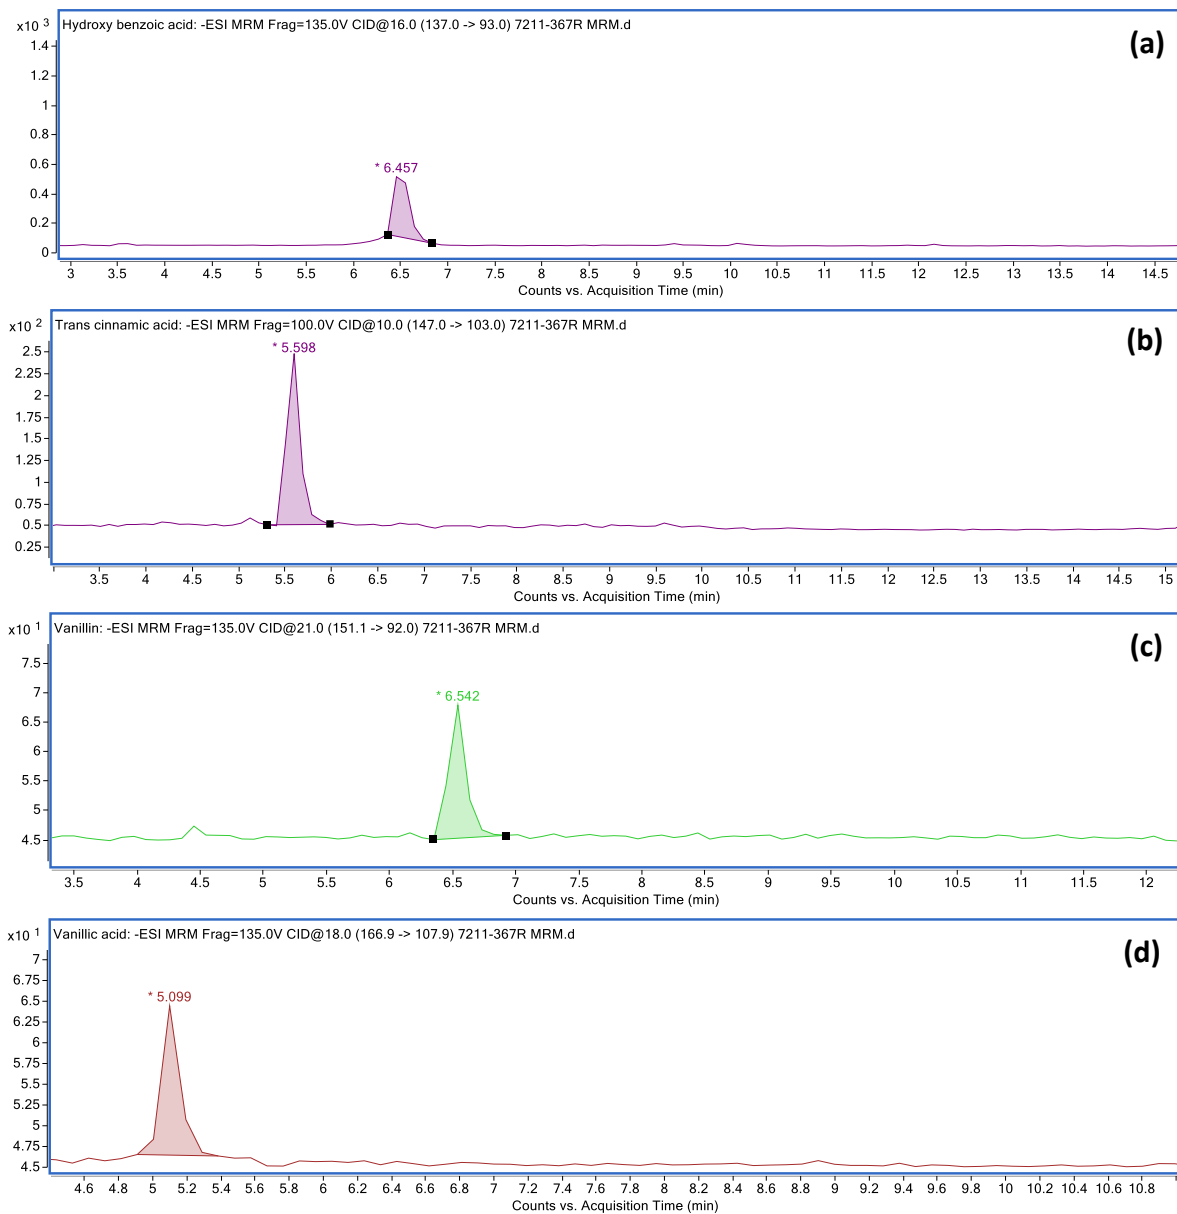 x10 3
Hydroxy benzoic acid: -ESI MRM Frag=135.0V CID@16.0 (137.0 -> 93.0) 7211-367R MRM.d
(a)
1.4
1.2
1
0.8
0.6
0.4
0.2
0
* 6.457
3 3.5 4 4.5 5 5.5 6 6.5 7 7.5 8 8.5 9 9.5 10 10.5 11 11.5 12 12.5 13 13.5 14 14.5
Counts vs. Acquisition Time (min)
x10 2
Trans cinnamic acid: -ESI MRM Frag=100.0V CID@10.0 (147.0 -> 103.0) 7211-367R MRM.d
(b)
2.5
2.25
2
1.75
1.5
1.25
1
0.75
0.5
0.25
* 5.598
3.5 4 4.5 5 5.5 6 6.5 7 7.5 8 8.5 9 9.5 10 10.5 11 11.5 12 12.5 13 13.5 14 14.5 15
Counts vs. Acquisition Time (min)
x10 1
Vanillin: -ESI MRM Frag=135.0V CID@21.0 (151.1 -> 92.0) 7211-367R MRM.d
(c)
7.5
7
6.5
6
5.5
5
4.5
* 6.542
3.5 4 4.5 5 5.5 6 6.5 7 7.5 8 8.5 9 9.5 10 10.5 11 11.5 12
Counts vs. Acquisition Time (min)
x10 1
Vanillic acid: -ESI MRM Frag=135.0V CID@18.0 (166.9 -> 107.9) 7211-367R MRM.d
(d)
7
6.75
6.5
6.25
6
5.75
5.5
5.25
5
4.75
4.5
* 5.099
4.6 4.8 5 5.2 5.4 5.6 5.8 6 6.2 6.4 6.6 6.8 7 7.2 7.4 7.6 7.8 8 8.2 8.4 8.6 8.8 9 9.2 9.4 9.6 9.8 10 10.2 10.4 10.6 10.8
Counts vs. Acquisition Time (min)